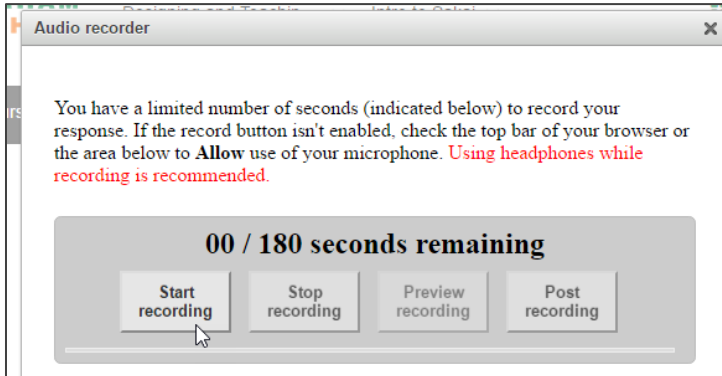 Audio recorder
You have a limited number of seconds (indicated below) to record your
response. If the record button isn't enabled, check the top bar of your browser or
the area below to Allow use of your microphone. Using headphones while
recording is recommended.
00 / 180 seconds remaining
Start recording
Stop recording
Preview recording
Post recording